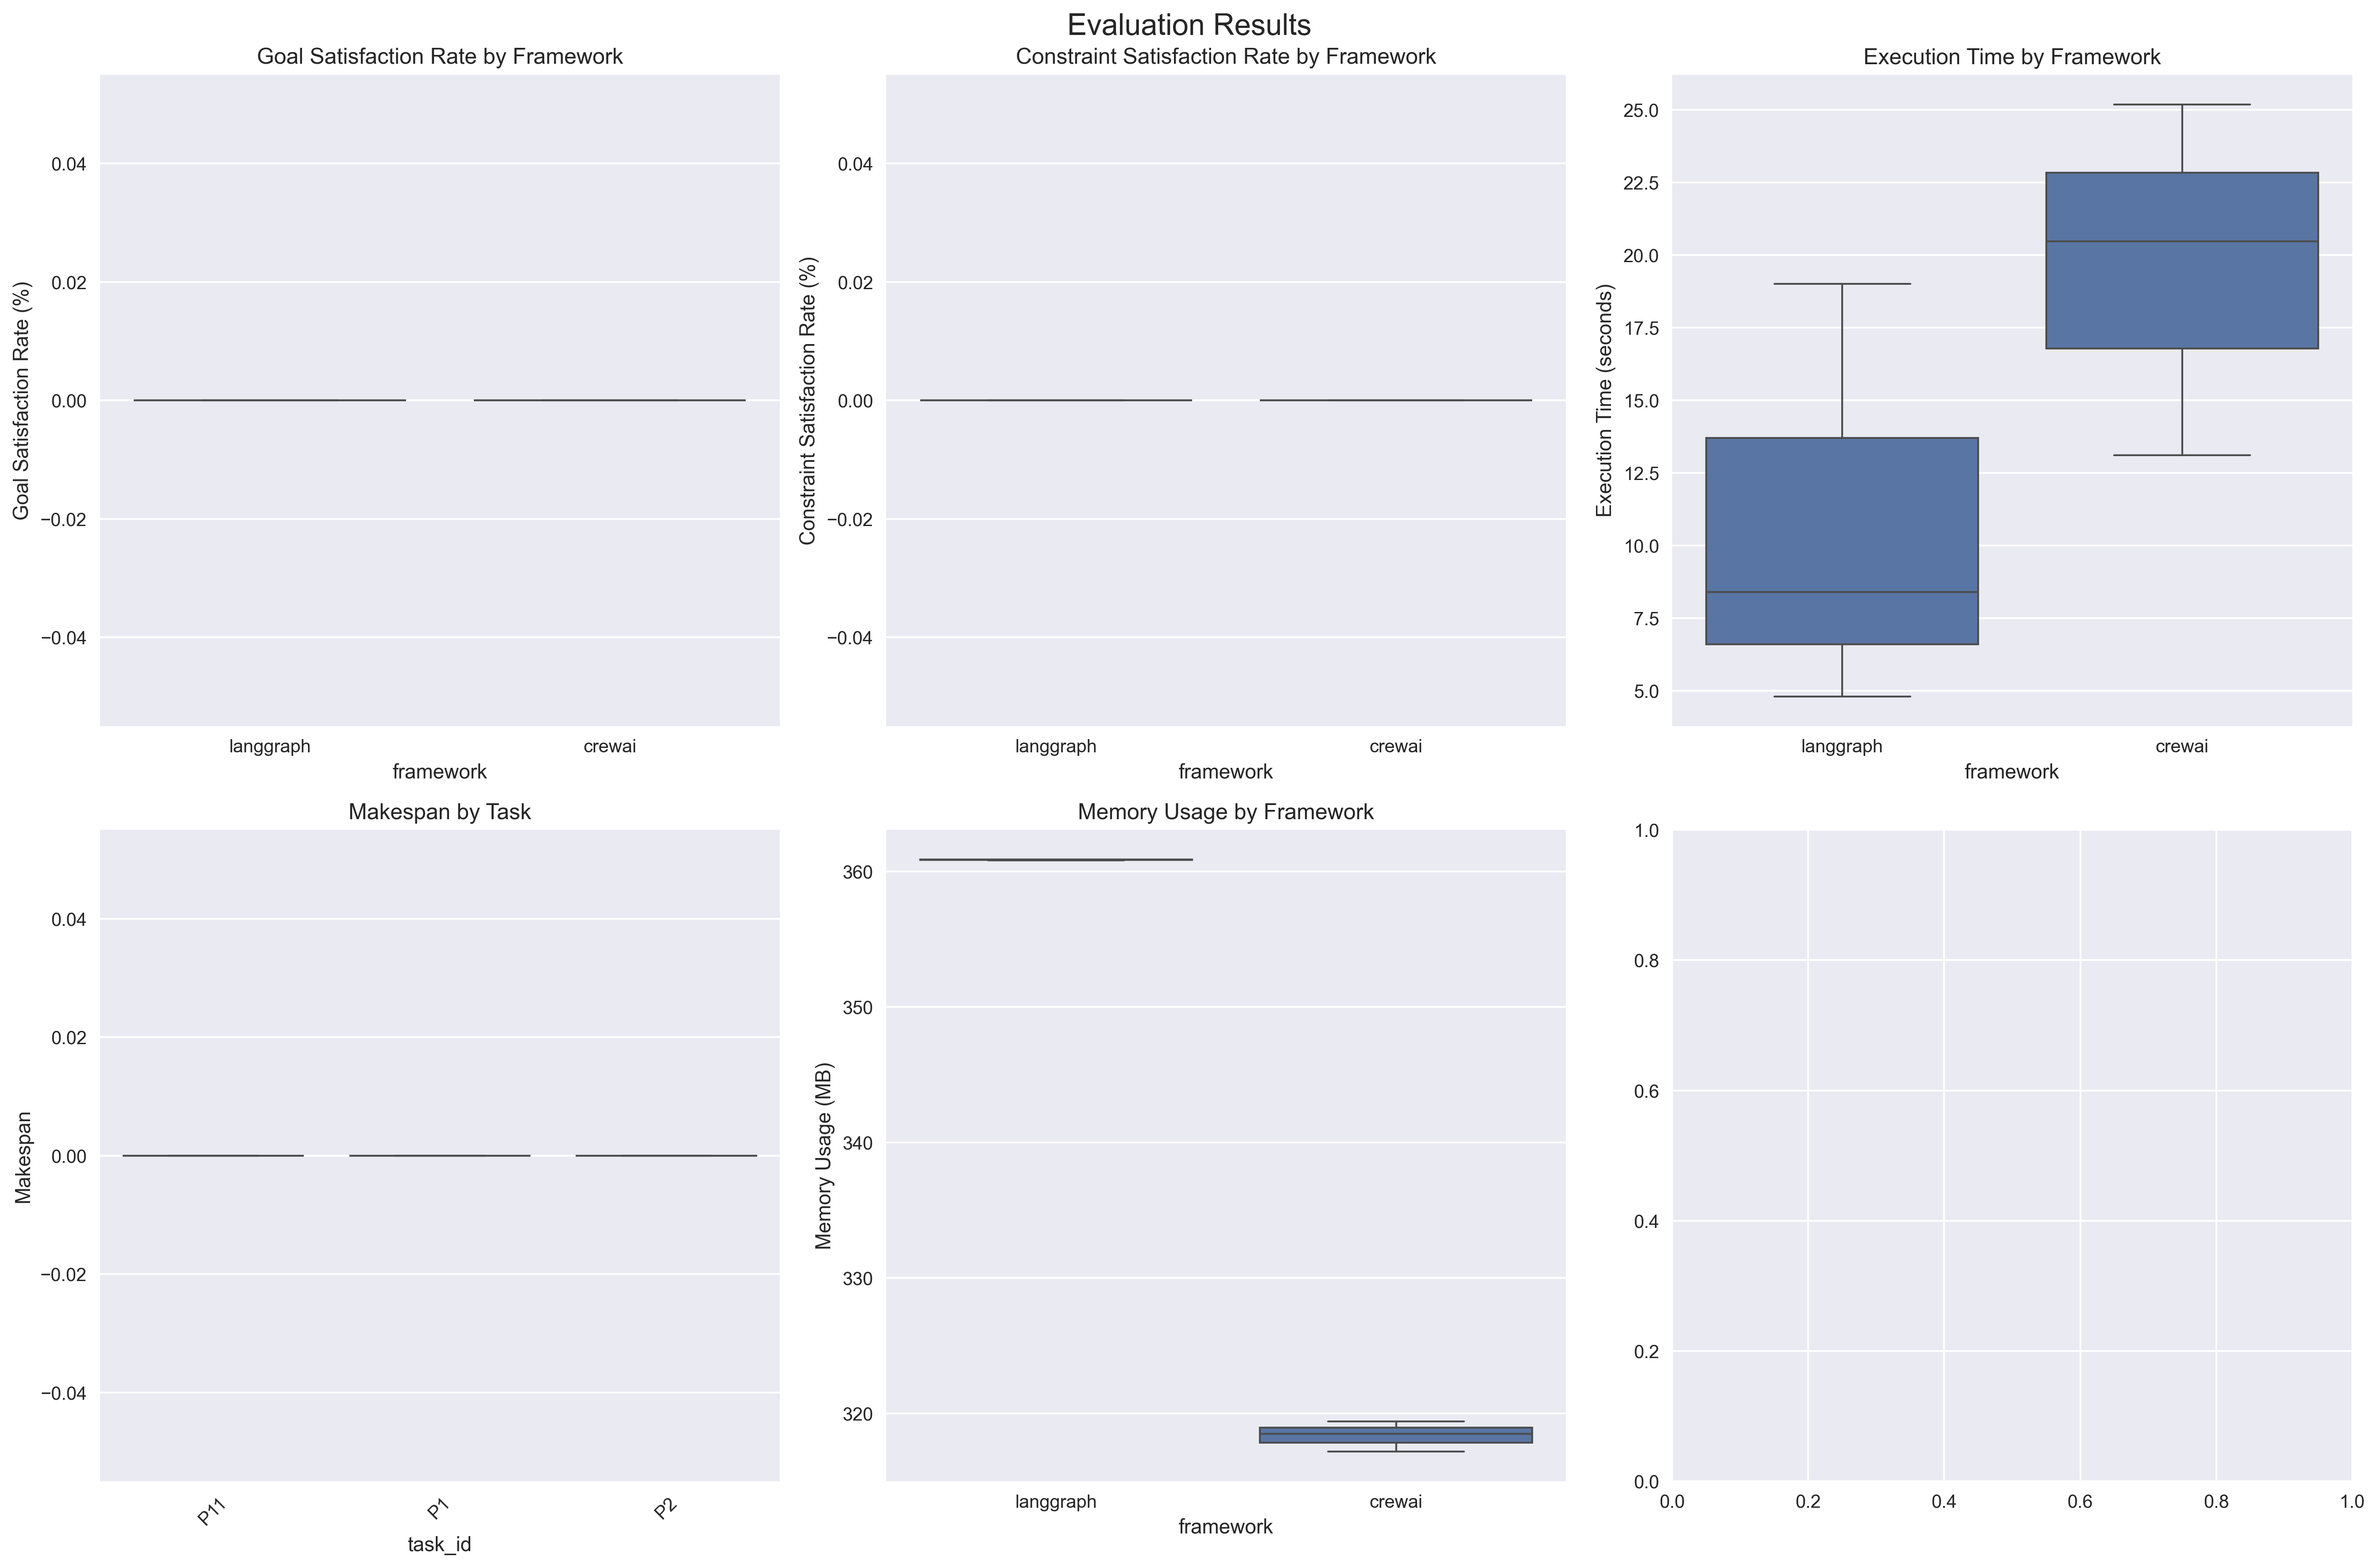 Evaluation Results
Goal Satisfaction Rate by Framework
Goal Satisfaction Rate (%)
0.04
0.02
0.00
−0.02
−0.04
langgraph
crewai
framework
Constraint Satisfaction Rate by Framework
Constraint Satisfaction Rate (%)
0.04
0.02
0.00
−0.02
−0.04
langgraph
crewai
framework
Execution Time by Framework
Execution Time (seconds)
25.0
22.5
20.0
17.5
15.0
12.5
10.0
7.5
5.0
langgraph
crewai
framework
Makespan by Task
Makespan
0.04
0.02
0.00
−0.02
−0.04
P11
P1
P2
task_id
Memory Usage by Framework
Memory Usage (MB)
360
350
340
330
320
langgraph
crewai
framework
1.0
0.8
0.6
0.4
0.2
0.0
0.0
0.2
0.4
0.6
0.8
1.0